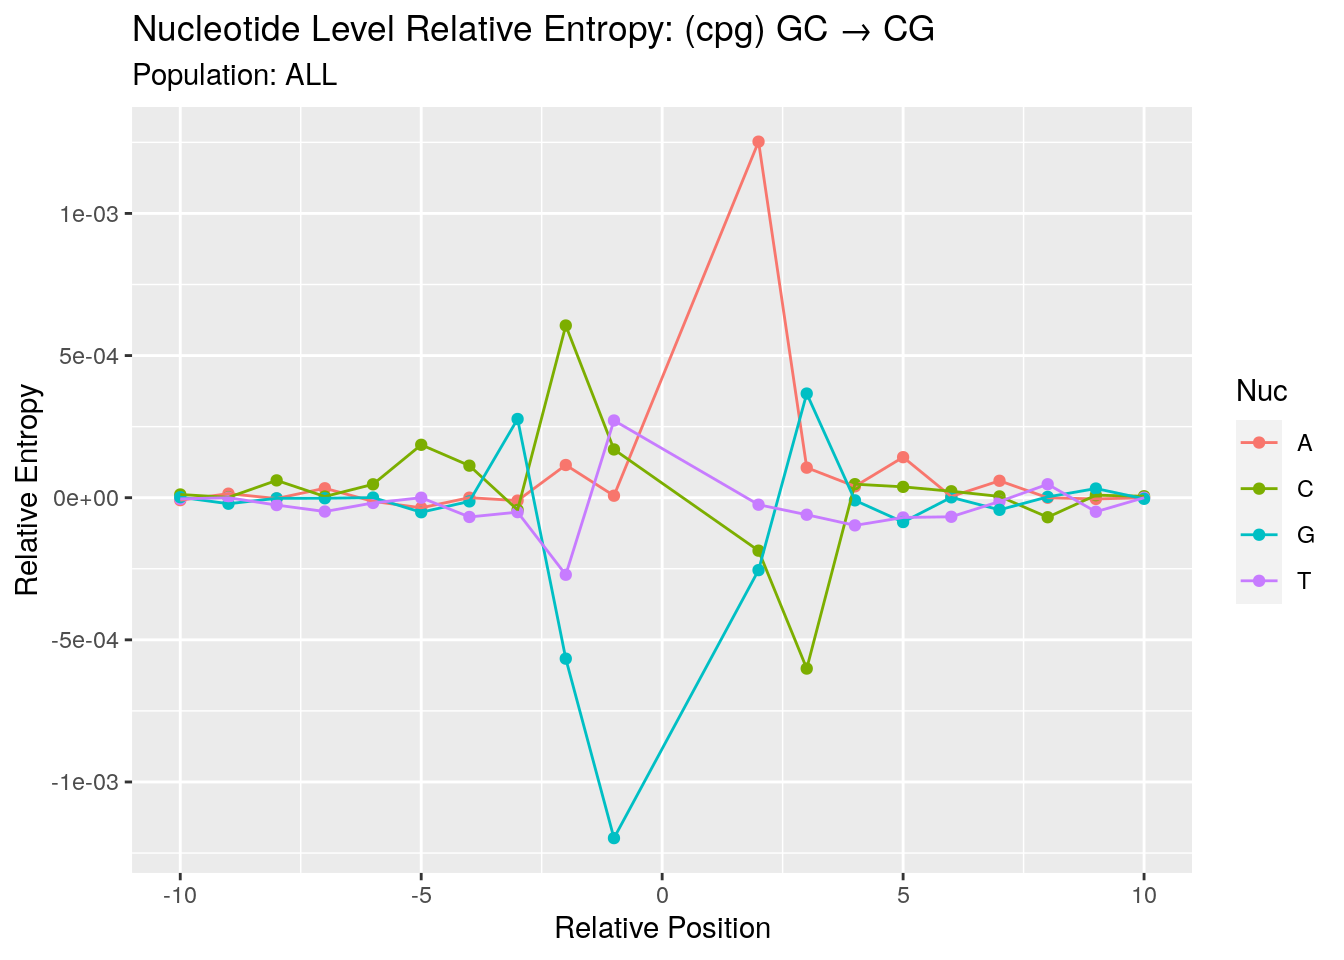 Nucleotide Level Relative Entropy: (cpg) GC → CG
Population: ALL
1e-03
5e-04
0e+00
-5e-04
-1e-03
Relative Entropy
-10
-5
0
5
10
Relative Position
Nuc
A
C
G
T